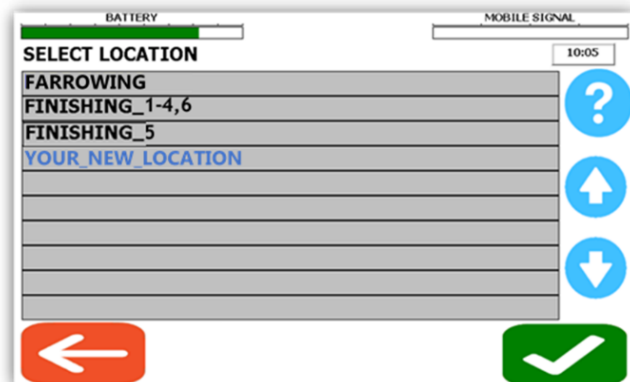 BATTERY
MOBILE SIGNAL
SELECT LOCATION
10:05
FARROWING
FINISHING_1-4,6
FINISHING_5
YOUR_NEW_LOCATION
?